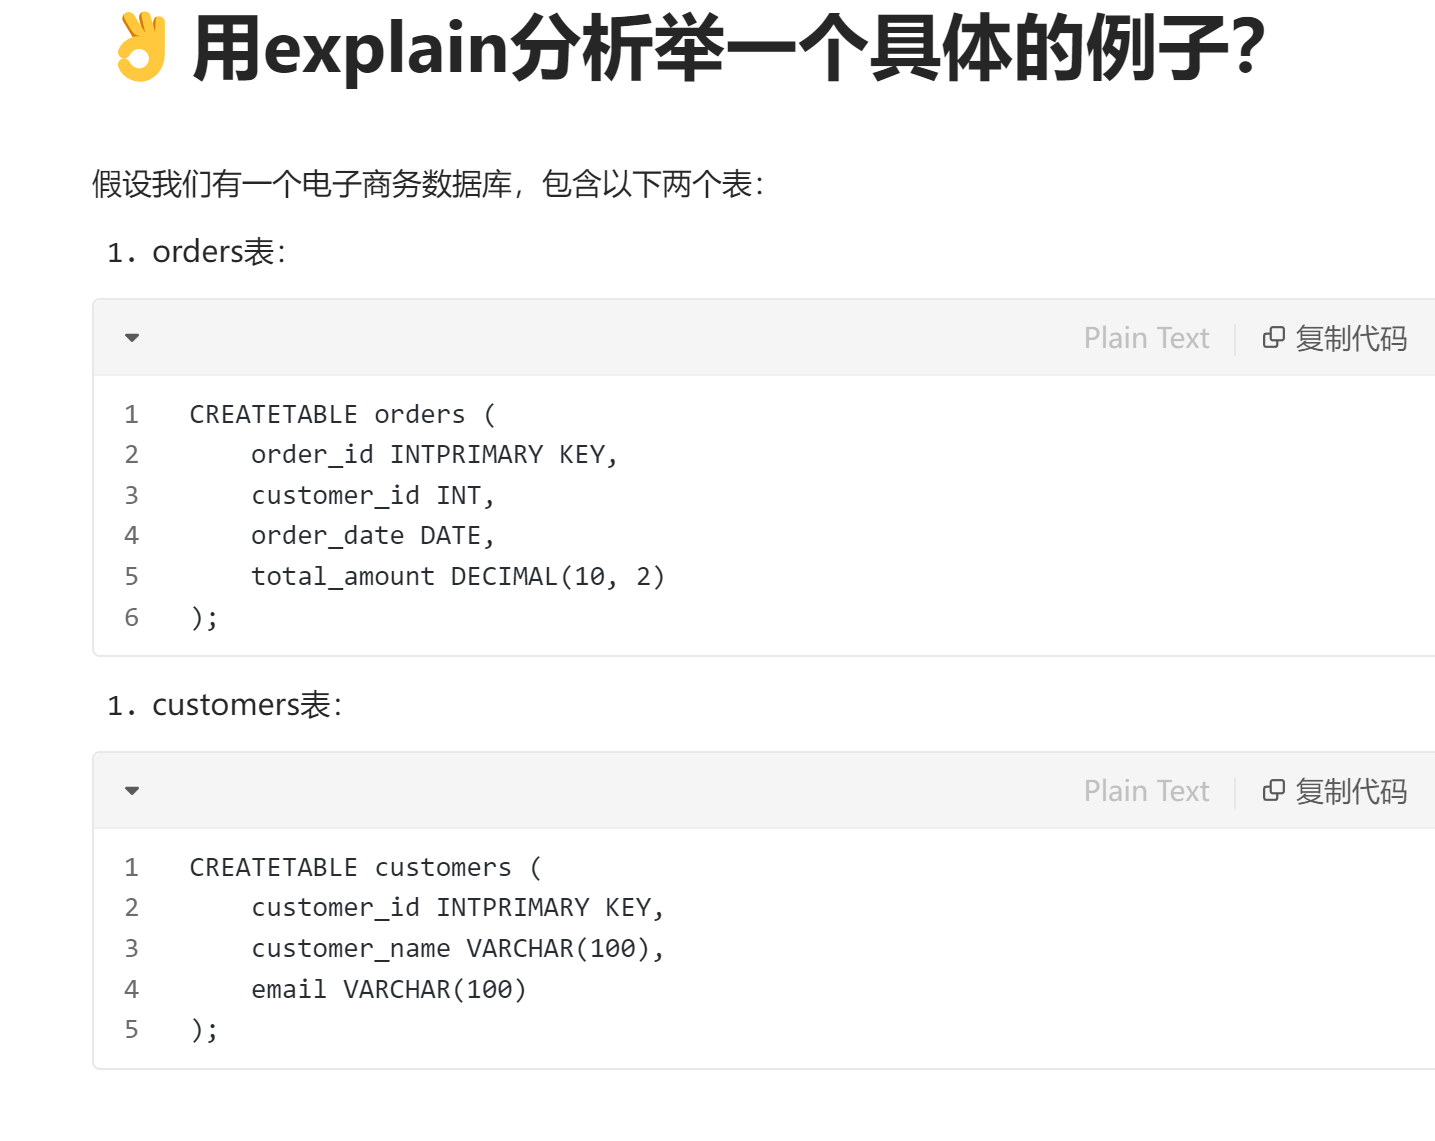 👌 用explain分析举一个具体的例子？
假设我们有一个电子商务数据库，包含以下两个表：
1. orders表：
Plain Text 复制代码
1 CREATETABLE orders (
2     order_id INTPRIMARY KEY,
3     customer_id INT,
4     order_date DATE,
5     total_amount DECIMAL(10, 2)
6 );
1. customers表：
Plain Text 复制代码
1 CREATETABLE customers (
2     customer_id INTPRIMARY KEY,
3     customer_name VARCHAR(100),
4     email VARCHAR(100)
5 );